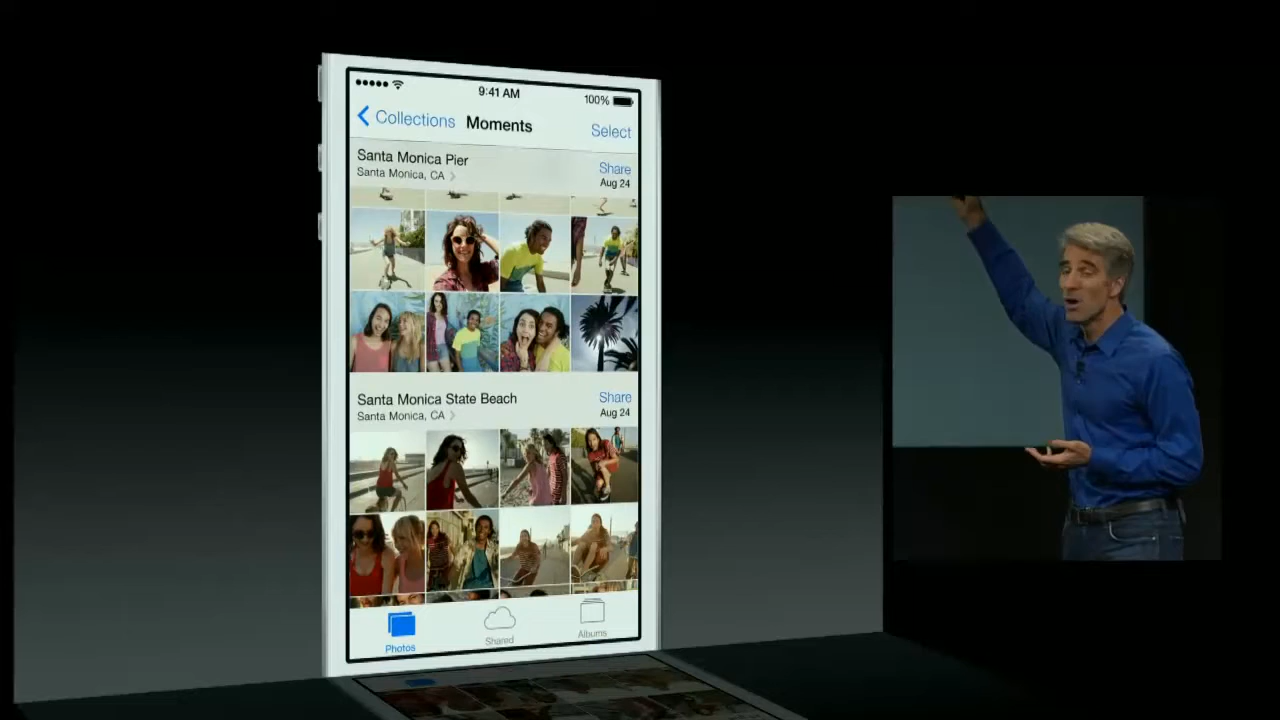 9:41 AM
100%
Collections Moments Select
Santa Monica Pier Share
Santa Monica, CA Aug 24
Santa Monica State Beach Share
Santa Monica, CA Aug 24
Photos Shared Albums